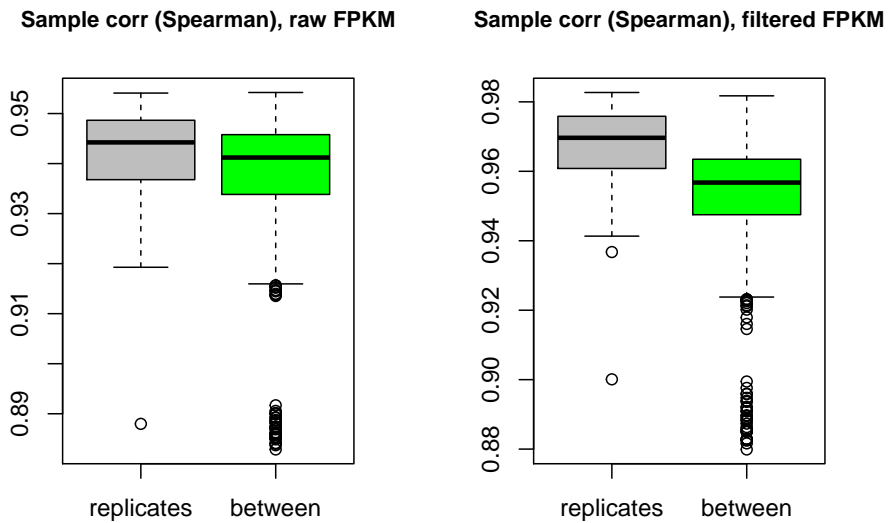 Sample corr (Spearman), raw FPKM
0.95
0.93
0.91
0.89
replicates between
Sample corr (Spearman), filtered FPKM
0.98
0.96
0.94
0.92
0.90
0.88
replicates between